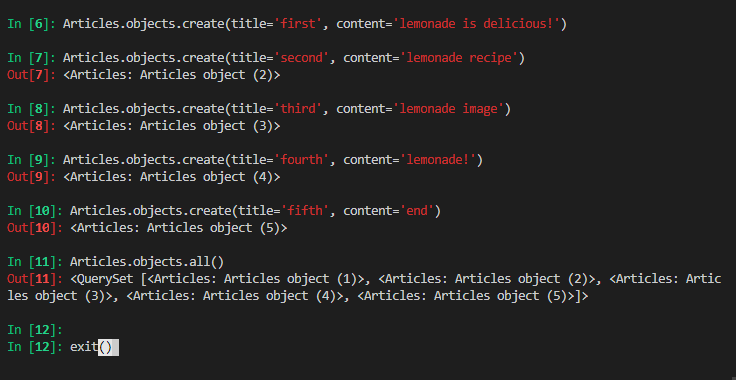 In [6]: Articles.objects.create(title='first', content='lemonade is delicious!')
In [7]: Articles.objects.create(title='second', content='lemonade recipe')
Out[7]: <Articles: Articles object (2)>
In [8]: Articles.objects.create(title='third', content='lemonade image')
Out[8]: <Articles: Articles object (3)>
In [9]: Articles.objects.create(title='fourth', content='lemonade!')
Out[9]: <Articles: Articles object (4)>
In [10]: Articles.objects.create(title='fifth', content='end')
Out[10]: <Articles: Articles object (5)>
In [11]: Articles.objects.all()
Out[11]: <QuerySet [<Articles: Articles object (1)>, <Articles: Articles object (2)>, <Articles: Artic
les object (3)>, <Articles: Articles object (4)>, <Articles: Articles object (5)>]>
In [12]:
In [12]: exit()